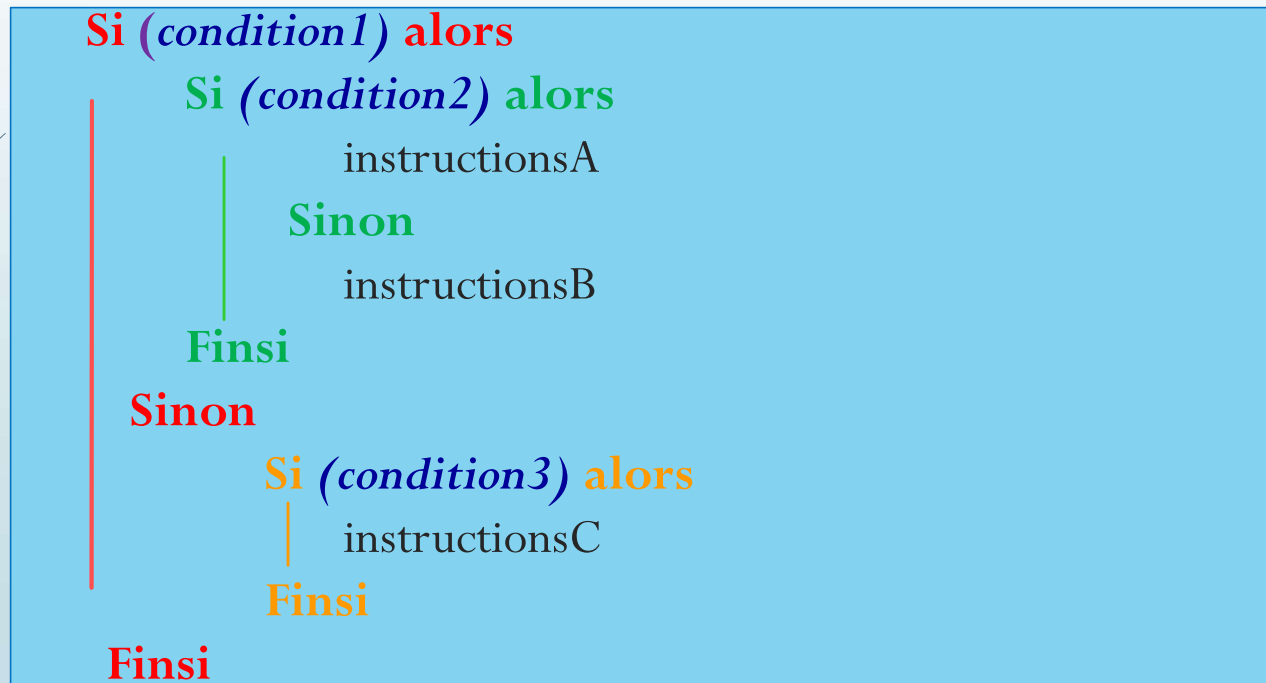 Si (condition1) alors
Si (condition2) alors
instructionsA
Sinon
instructionsB
Finsi
Sinon
Si (condition3) alors
instructionsC
Finsi
Finsi